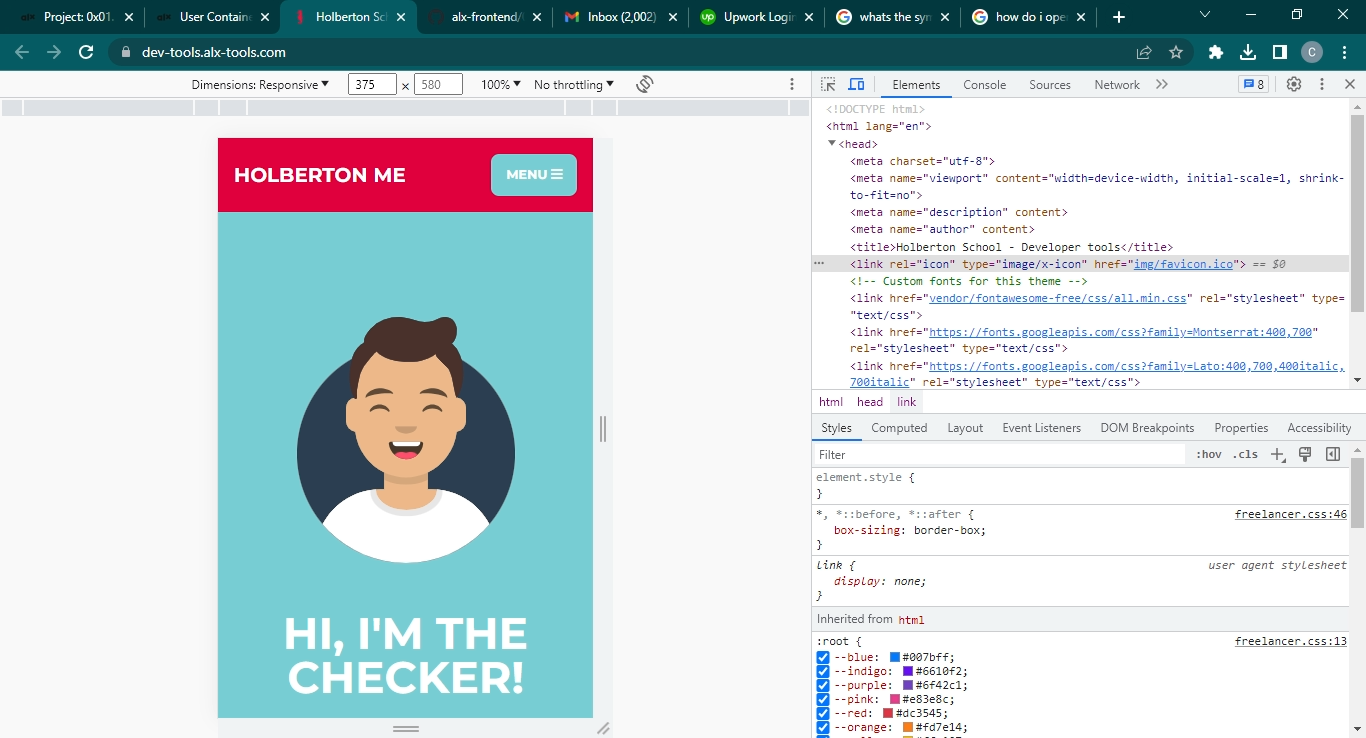 Project: 0x01.
User Containe
Holberton Sc
alx-frontend/
Inbox (2,002)
Upwork Login
whats the syn
how do i ope
dev-tools.alx-tools.com
C
Dimensions: Responsive
375
×
580
100%
No throttling
Elements
Console
Sources
Network
8
<!DOCTYPE html>
<html lang="en">
<head>
<meta charset="utf-8">
<meta name="viewport" content="width=device-width, initial-scale=1, shrink-
to-fit=no">
<meta name="description" content>
<meta name="author" content>
<title>Holberton School - Developer tools</title>
<link rel="icon" type="image/x-icon" href="img/favicon.ico"> == $0
<!-- Custom fonts for this theme -->
<link href="vendor/fontawesome-free/css/all.min.css" rel="stylesheet" type=
"text/css">
<link href="https://fonts.googleapis.com/css?family=Montserrat:400,700"
rel="stylesheet" type="text/css">
<link href="https://fonts.googleapis.com/css?family=Lato:400,700,400italic,
700italic" rel="stylesheet" type="text/css">
html head link
Styles
Computed
Layout
Event Listeners
DOM Breakpoints
Properties
Accessibility
Filter
:hov .cls
element.style {
}
*, *::before, *::after {
freelancer.css:46
box-sizing: border-box;
}
link {
user agent stylesheet
display: none;
}
Inherited from html
:root {
freelancer.css:13
--blue: #007bff;
--indigo: #6610f2;
--purple: #6f42c1;
--pink: #e83e8c;
--red: #dc3545;
--orange: #fd7e14;
HOLBERTON ME
MENU
HI, I'M THE
CHECKER!